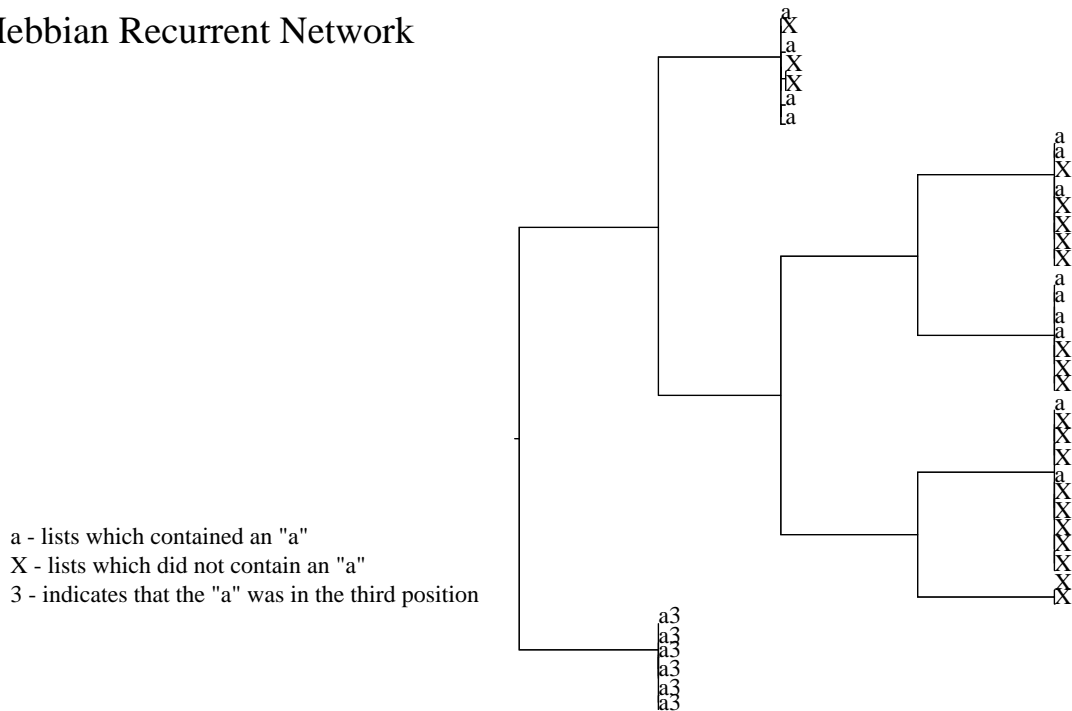 Hebbian Recurrent Network
a
X
a
X
X
a
a
a
a
X
a
X
X
X
X
a
a
a
a
X
X
X
a
X
X
X
a
X
X
X
X
X
X
X
a - lists which contained an "a"
X - lists which did not contain an "a"
3 - indicates that the "a" was in the third position
a3
a3
a3
a3
a3
a3